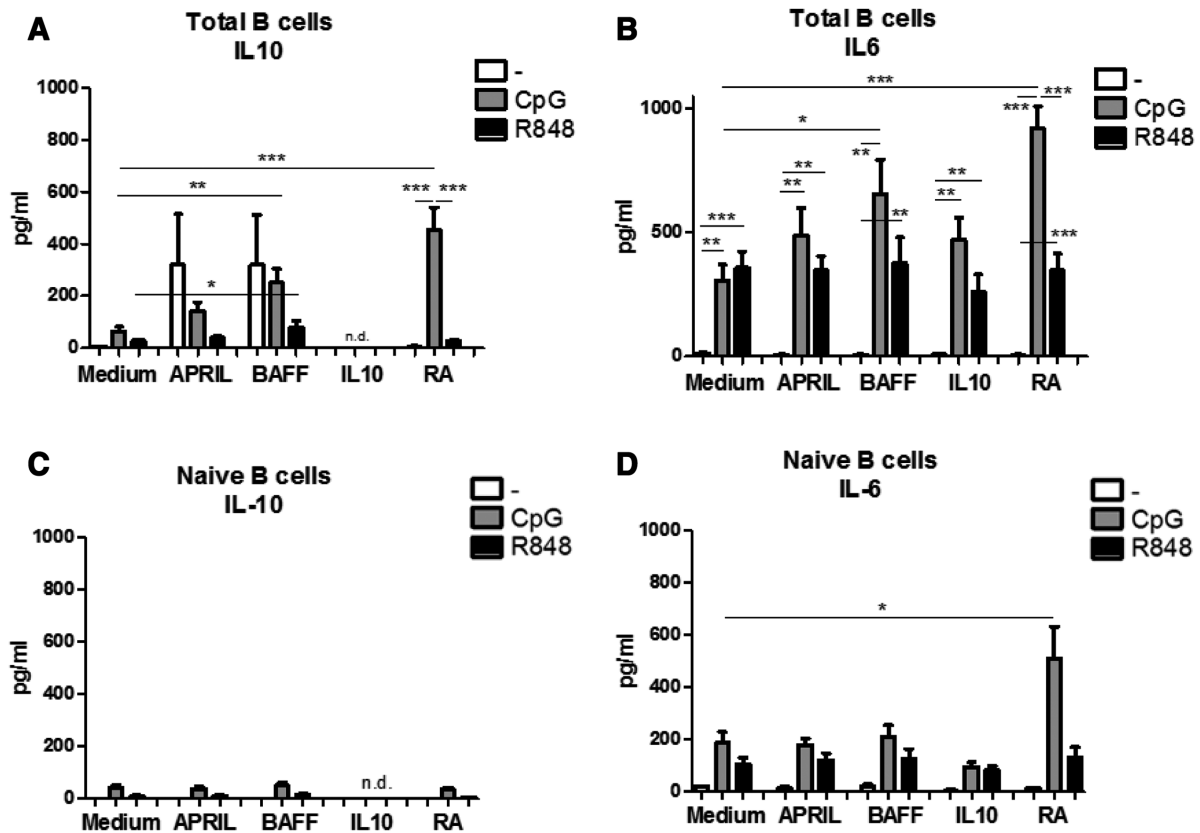 A
Total B cells
IL10
-
CpG
R848
1000
800
600
400
200
0
pg/ml
***
**
*** ***
*
n.d.
Medium APRIL BAFF IL10 RA
B
Total B cells
IL6
-
CpG
R848
1000
500
0
pg/ml
***
*** ***
*
**
**
**
**
**
**
***
**
***
Medium APRIL BAFF IL10 RA
C
Naive B cells
IL-10
-
CpG
R848
1000
800
600
400
200
0
pg/ml
n.d.
Medium APRIL BAFF IL10 RA
D
Naive B cells
IL-6
-
CpG
R848
1000
800
600
400
200
0
pg/ml
*
Medium APRIL BAFF IL10 RA